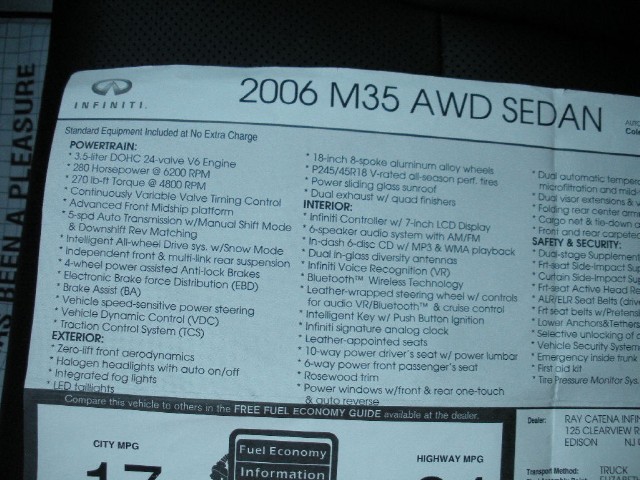 MS BEEN A PLEASURE
INFINITI.
2006 M35 AWD SEDAN
Standard Equipment Included at No Extra Charge
POWERTRAIN:
* 3.5-liter DOHC 24-valve V6 Engine
* 280 Horsepower @ 6200 RPM
* 270 lb-ft Torque @ 4800 RPM
* Continuously Variable Valve Timing Control
* Advanced Front Midship platform
* 5-spd Auto Transmission w/Manual Shift Mode
& Downshift Rev Matching
* Intelligent All-wheel Drive sys. w/Snow Mode
* Independent front & multi-link rear suspension
* 4-wheel power assisted Anti-lock Brakes
* Electronic Brake force Distribution (EBD)
* Brake Assist (BA)
* Vehicle speed-sensitive power steering
* Vehicle Dynamic Control (VDC)
* Traction Control System (TCS)
EXTERIOR:
* Zero-lift front aerodynamics
* Halogen headlights with auto on/off
* Integrated fog lights
* LED taillights
* 18-inch 8-spoke aluminum alloy wheels
* P245/45R18 V-rated all-season perf. tires
* Power sliding glass sunroof
* Dual exhaust w/ quad finishers
INTERIOR:
* Infiniti Controller w/ 7-inch LCD Display
* 6-speaker audio system with AM/FM
* In-dash 6-disc CD w/ MP3 & WMA playback
* Dual in-glass diversity antennas
* Infiniti Voice Recognition (VR)
* Bluetooth™ Wireless Technology
* Leather-wrapped steering wheel w/ controls
for audio VR/Bluetooth™ & cruise control
* Intelligent Key w/ Push Button Ignition
* Infiniti signature analog clock
* Leather-appointed seats
* 10-way power driver's seat w/ power lumbar
* 6-way power front passenger's seat
* Rosewood trim
* Power windows w/front & rear one-touch
& auto reverse
* Dual automatic tempera
microfiltration and mild
* Dual visor extensions & v
* Folding rear center arm
* Cargo net & tie-down a
* Front and rear carpeted
SAFETY & SECURITY:
* Dual-stage Supplement
* Frt seat Side-Impact Sup
* Curtain Side-Impact Sup
* Frt-seat Active Head Res
* ALR/ELR Seat Belts (drive
* Frt seat belts w/Pretensi
* Lower Anchors&Tethers
* Selective unlocking of d
* Vehicle Security System
* Emergency inside trunk
* First aid kit
* Tire Pressure Monitor Sys
Compare this vehicle to others in the FREE FUEL ECONOMY GUIDE available at the dealer.
CITY MPG
17
Fuel Economy
Information
HIGHWAY MPG
Dealer: RAY CATENA INFIN
125 CLEARVIEW R
EDISON NJ
Transport Method: TRUCK